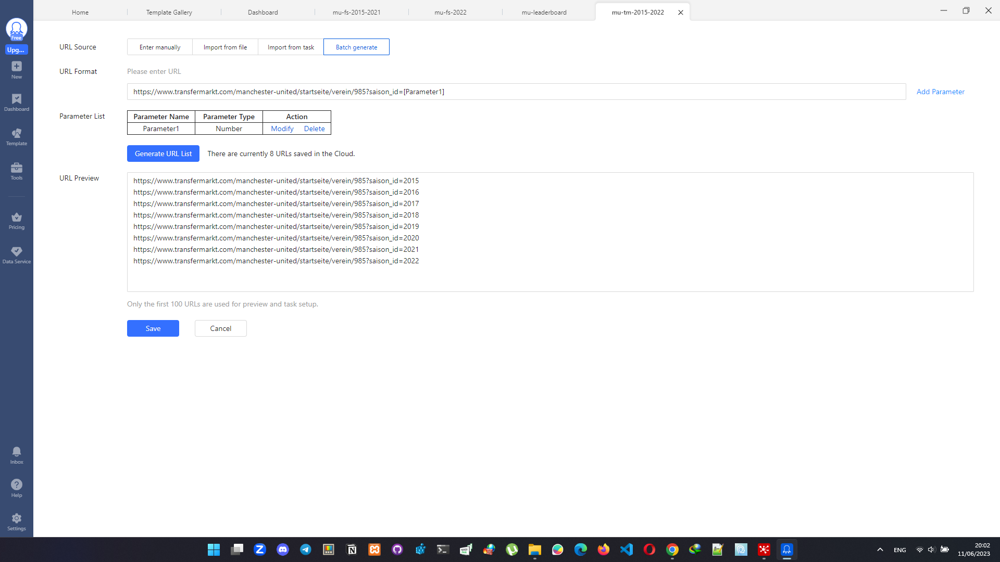 Home
Template Gallery
Dashboard
mu-fs-2015-2021
mu-fs-2022
mu-leaderboard
mu-tm-2015-2022
Free
Upg...
New
Dashboard
Template
Tools
Pricing
Data Service
Inbox
Help
Settings
URL Source
Enter manually
Import from file
Import from task
Batch generate
URL Format
Please enter URL
https://www.transfermarkt.com/manchester-united/startseite/verein/985?saison_id=[Parameter1]
Add Parameter
Parameter List
Parameter Name Parameter Type Action
Parameter1 Number Modify Delete
Generate URL List
There are currently 8 URLs saved in the Cloud.
URL Preview
https://www.transfermarkt.com/manchester-united/startseite/verein/985?saison_id=2015
https://www.transfermarkt.com/manchester-united/startseite/verein/985?saison_id=2016
https://www.transfermarkt.com/manchester-united/startseite/verein/985?saison_id=2017
https://www.transfermarkt.com/manchester-united/startseite/verein/985?saison_id=2018
https://www.transfermarkt.com/manchester-united/startseite/verein/985?saison_id=2019
https://www.transfermarkt.com/manchester-united/startseite/verein/985?saison_id=2020
https://www.transfermarkt.com/manchester-united/startseite/verein/985?saison_id=2021
https://www.transfermarkt.com/manchester-united/startseite/verein/985?saison_id=2022
Only the first 100 URLs are used for preview and task setup.
Save
Cancel
ENG
20:02
11/06/2023